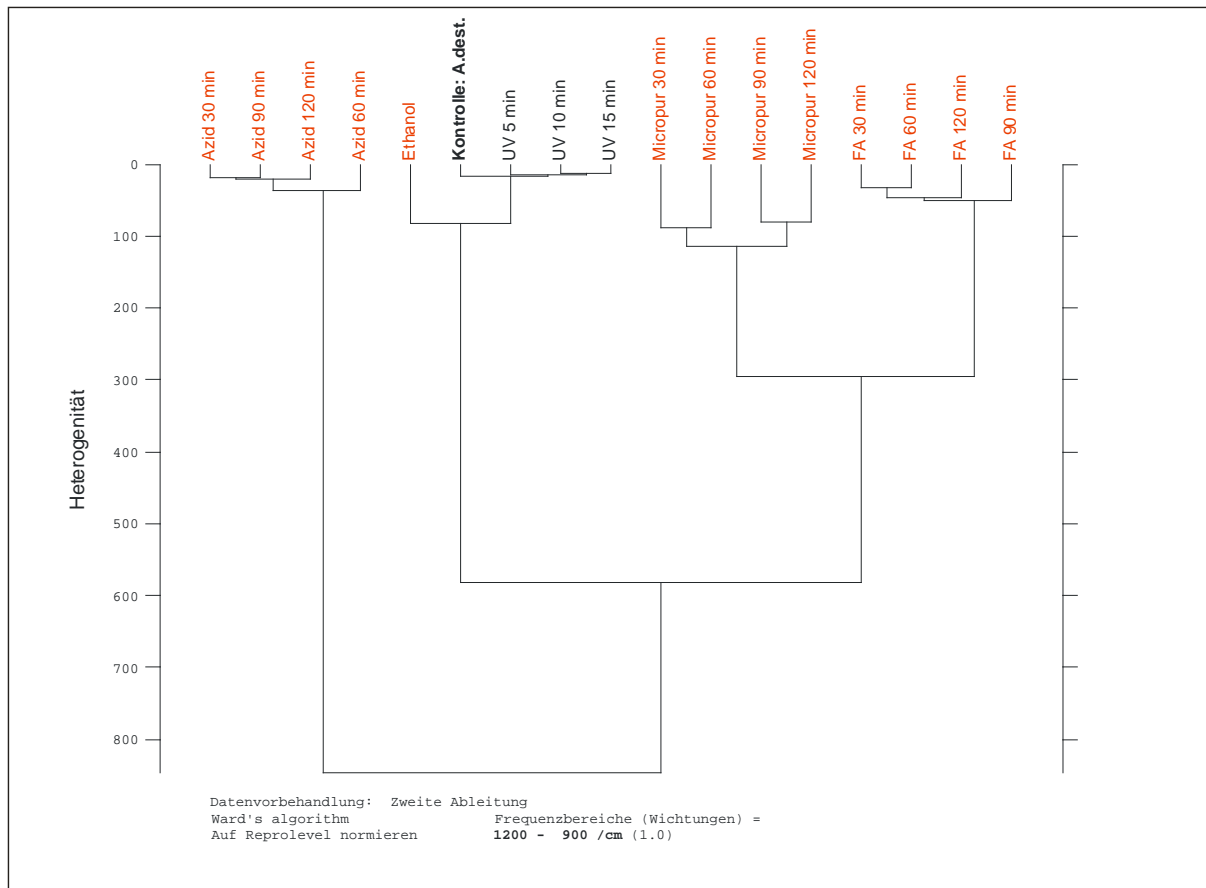 Azid 30 min
Azid 90 min
Azid 120 min
Azid 60 min
Ethanol
Kontrolle: A.dest.
UV 5 min
UV 10 min
UV 15 min
Micropur 30 min
Micropur 60 min
Micropur 90 min
Micropur 120 min
FA 30 min
FA 60 min
FA 120 min
FA 90 min
Heterogenität
0
100
200
300
400
500
600
700
800
Datenvorbehandlung: Zweite Ableitung
Ward's algorithm Frequenzbereiche (Wichtungen) =
Auf Reprolevel normieren 1200 - 900 /cm (1.0)